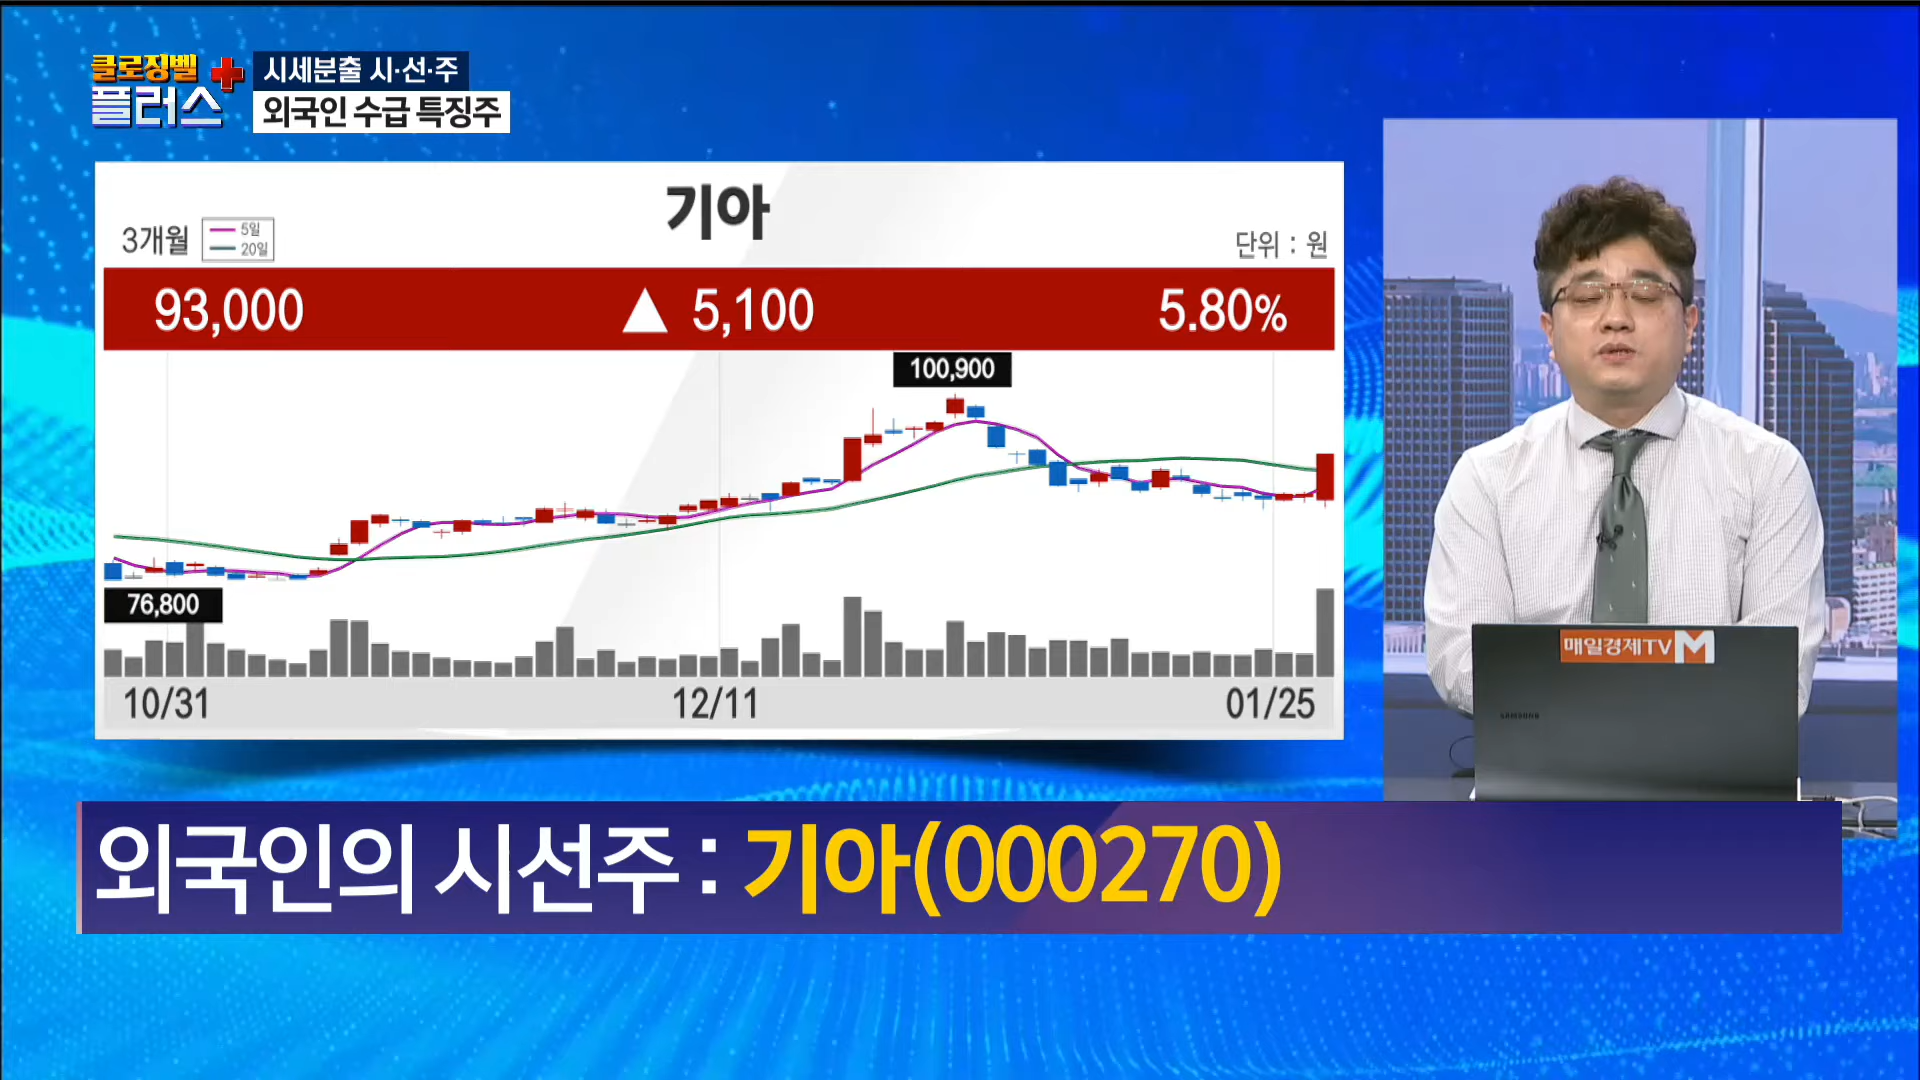 클로징벨
플러스
시세분출 시·선·주
외국인 수급 특징주
기아
3개월
5일
20일
단위 : 원
93,000 ▲ 5,100 5.80%
100,900
76,800
10/31 12/11 01/25
매일경제TV M
SAMSUNG
외국인의 시선주 : 기아(000270)